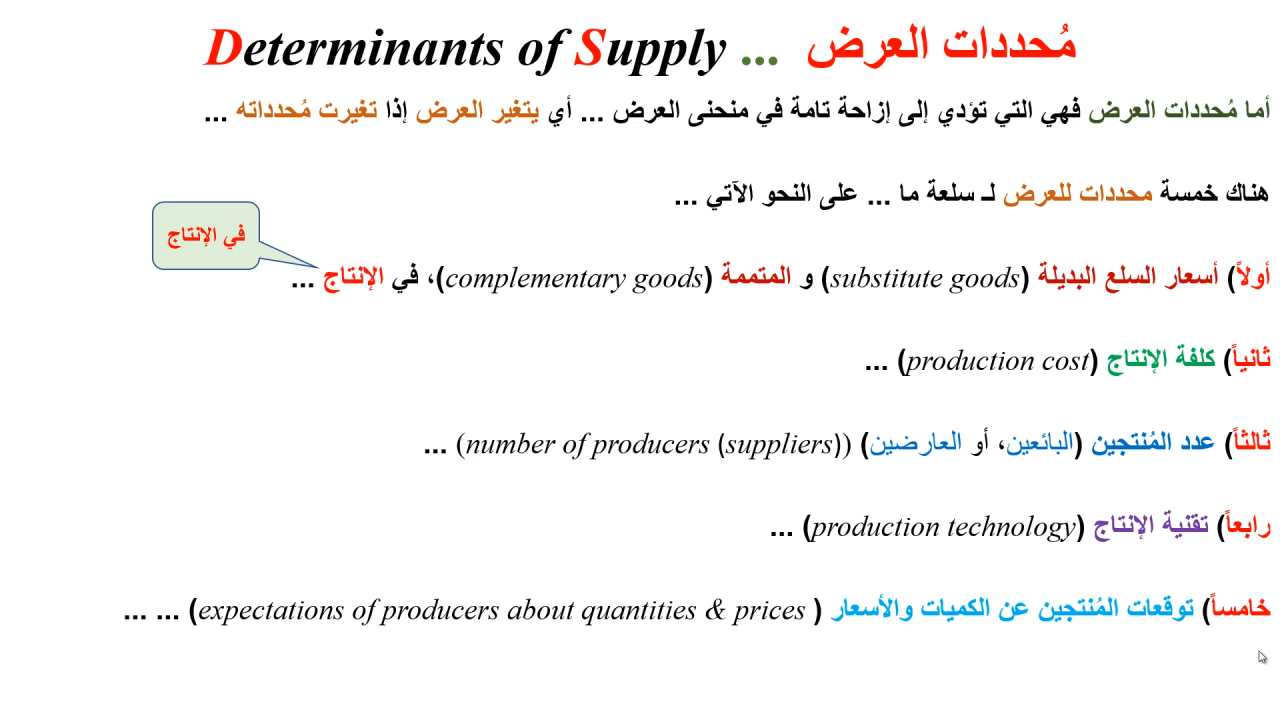 مُحددات العرض ... Determinants of Supply
أما مُحددات العرض فهي التي تؤدي إلى إزاحة تامة في منحنى العرض ... أي يتغير العرض إذا تغيرت مُحدداته ...
هناك خمسة محددات للعرض لـ سلعة ما ... على النحو الآتي ...
في الإنتاج
أولاً) أسعار السلع البديلة (substitute goods) و المتممة (complementary goods)، في الإنتاج ...
ثانياً) كلفة الإنتاج (production cost) ...
ثالثاً) عدد المُنتجين (البائعين، أو العارضين) (number of producers (suppliers)) ...
رابعاً) تقنية الإنتاج (production technology) ...
خامساً) توقعات المُنتجين عن الكميات والأسعار ( expectations of producers about quantities & prices) ... ...